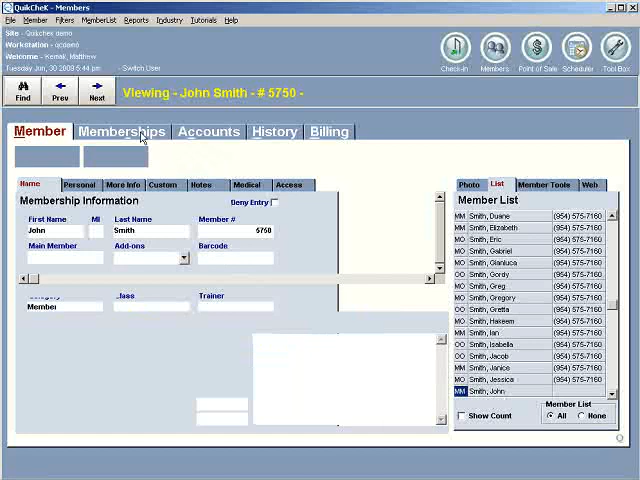 QuikCheK - Members
File Member Filters MemberList Reports Industry Tutorials Help
Site - Quikchek demo
Workstation - qcdemo
Welcome - Kemak, Matthew
Tuesday Jun, 30 2009 5:44 pm - Switch User
Check-in Members Point of Sale Scheduler Tool Box
Find Prev Next
Viewing - John Smith - # 5750 -
Member Memberships Accounts History Billing
Name Personal More Info Custom Notes Medical Access
Photo List Member Tools Web
Membership Information
Deny Entry
First Name MI Last Name Member #
John Smith 5750
Main Member Add-ons Barcode
Category Class Trainer
Member
Member List
MM Smith, Duane (954) 575-7160
MM Smith, Elizabeth (954) 575-7160
MO Smith, Eric (954) 575-7160
MM Smith, Gabriel (954) 575-7160
MM Smith, Gianluca (954) 575-7160
OO Smith, Gordy (954) 575-7160
MO Smith, Greg (954) 575-7160
MM Smith, Gregory (954) 575-7160
OO Smith, Gretta (954) 575-7160
MO Smith, Hakeem (954) 575-7160
MM Smith, Ian (954) 575-7160
OO Smith, Isabella (954) 575-7160
OO Smith, Jacob (954) 575-7160
MM Smith, Janice (954) 575-7160
MO Smith, Jessica (954) 575-7160
MM Smith, John
Show Count
Member List
All None
Q